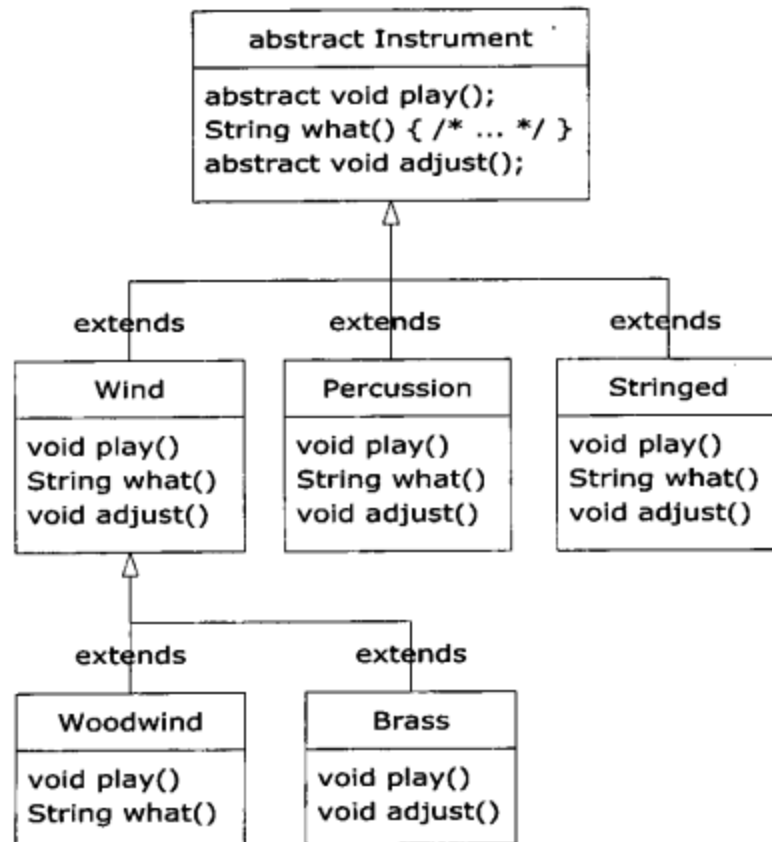 abstract Instrument
abstract void play();
String what() { /* ... */ }
abstract void adjust();
extends
extends
extends
Wind
void play()
String what()
void adjust()
Percussion
void play()
String what()
void adjust()
Stringed
void play()
String what()
void adjust()
extends
extends
Woodwind
void play()
String what()
Brass
void play()
void adjust()